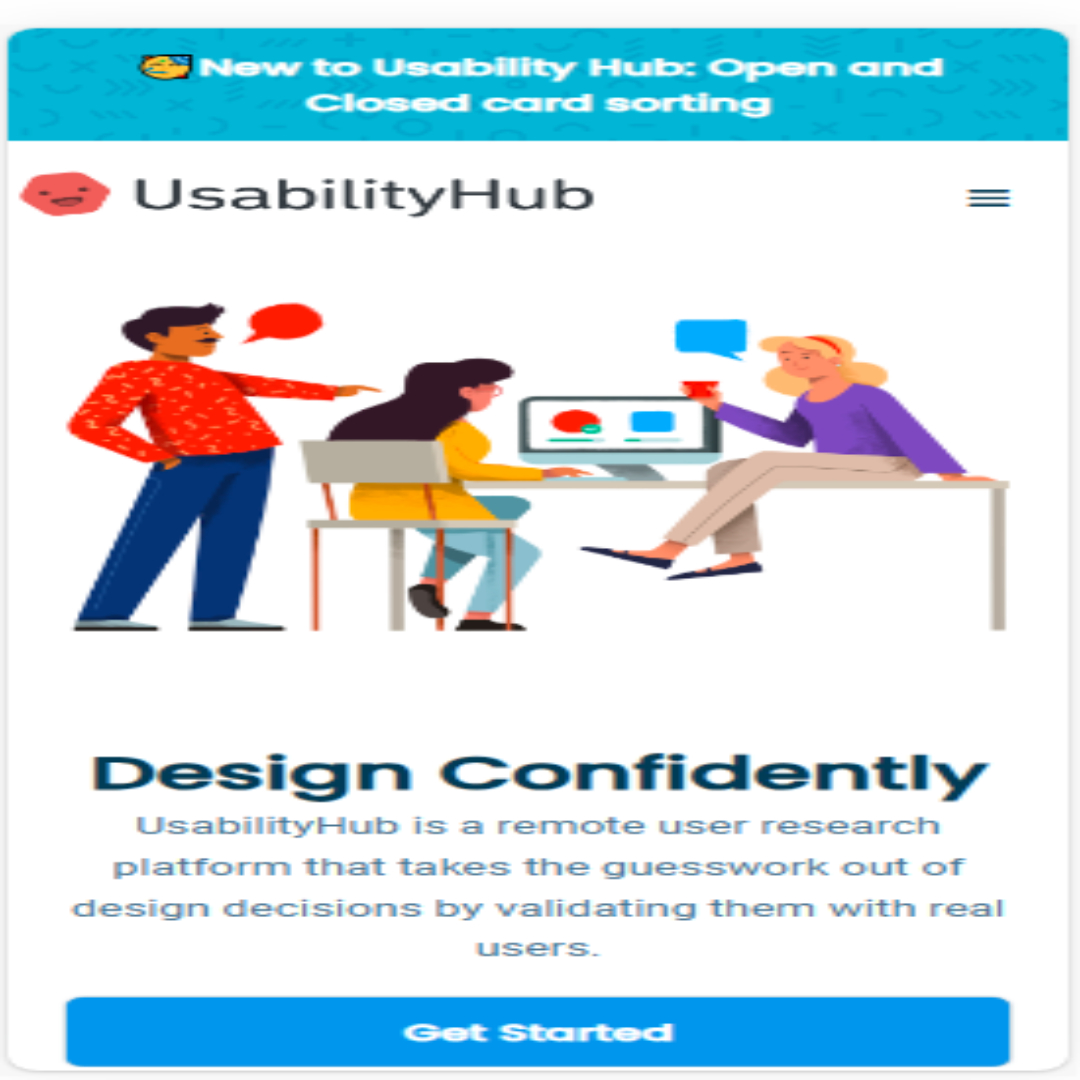 🥳New to Usability Hub: Open and
Closed card sorting
UsabilityHub
Design Confidently
UsabilityHub is a remote user research
platform that takes the guesswork out of
design decisions by validating them with real
users.
Get Started